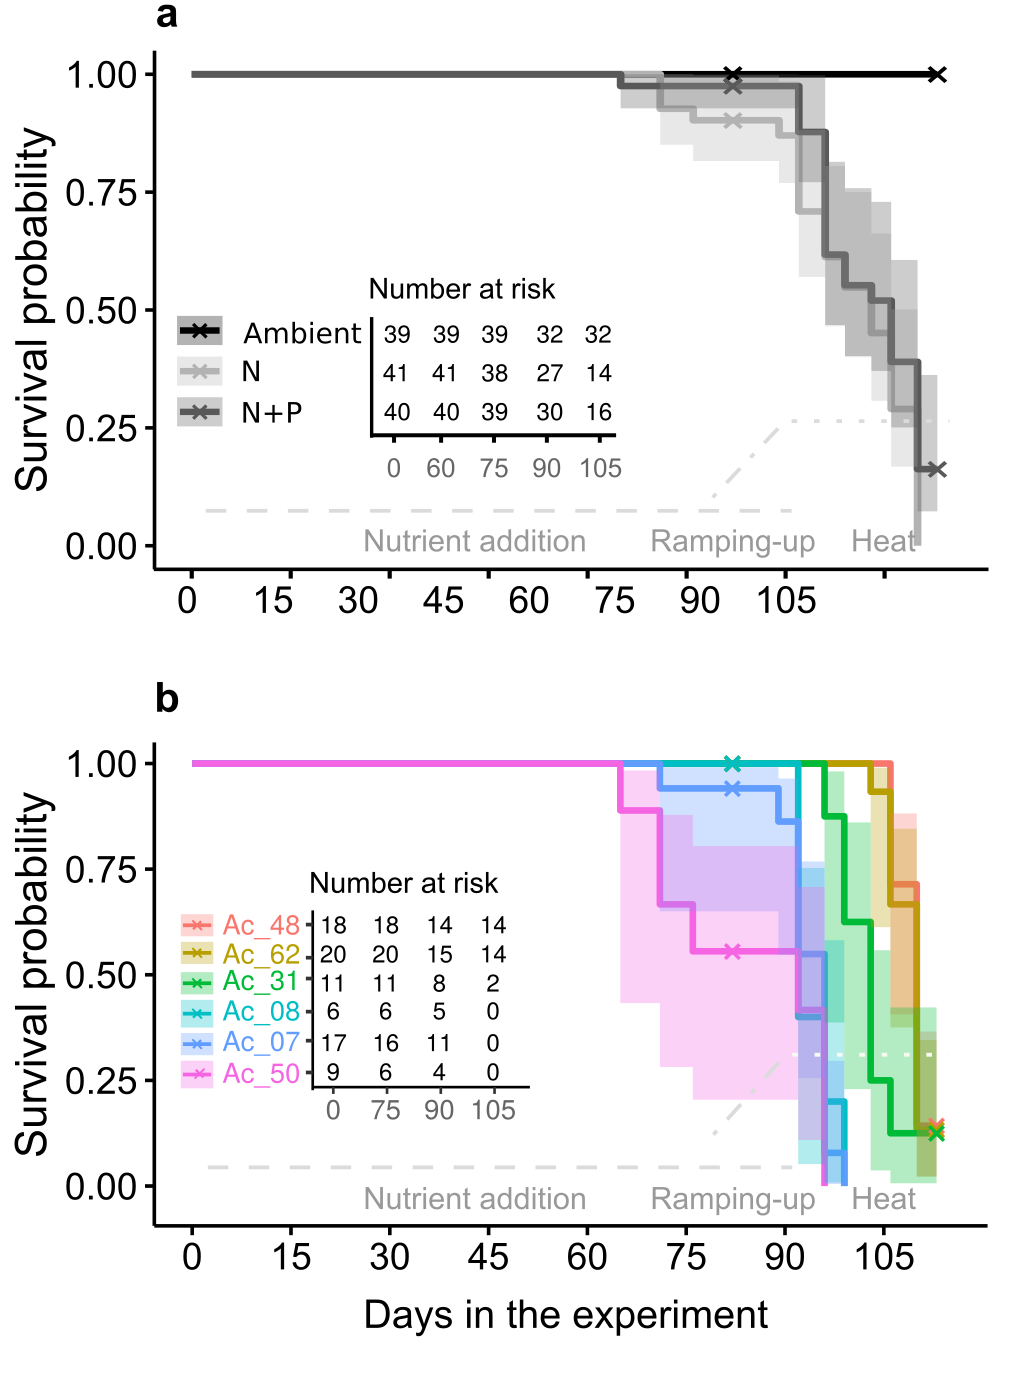 a
1.00
0.75
0.50
0.25
0.00
Survival probability
Number at risk
Ambient 39 39 39 32 32
N 41 41 38 27 14
N+P 40 40 39 30 16
0 60 75 90 105
Nutrient addition Ramping-up Heat
0 15 30 45 60 75 90 105
b
1.00
0.75
0.50
0.25
0.00
Survival probability
Number at risk
Ac_48 18 18 14 14
Ac_62 20 20 15 14
Ac_31 11 11 8 2
Ac_08 6 6 5 0
Ac_07 17 16 11 0
Ac_50 9 6 4 0
0 75 90 105
Nutrient addition Ramping-up Heat
0 15 30 45 60 75 90 105
Days in the experiment